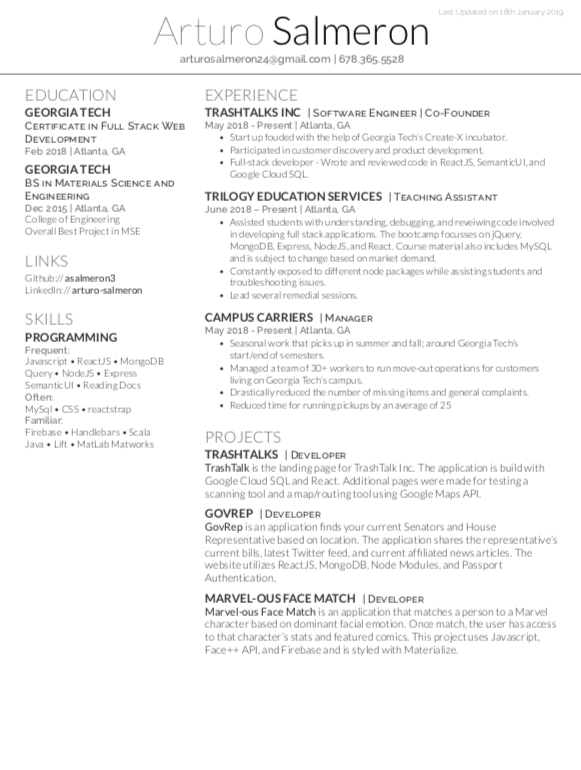 Last Updated on 18th January 2019
Arturo Salmeron
arturosalmeron24@gmail.com | 678.365.5528
EDUCATION
GEORGIA TECH
Certificate in Full Stack Web
Development
Feb 2018 | Atlanta, GA
GEORGIA TECH
BS in Materials Science and
Engineering
Dec 2015 | Atlanta, GA
College of Engineering
Overall Best Project in MSE
LINKS
Github:// asalmeron3
LinkedIn:// arturo-salmeron
SKILLS
PROGRAMMING
Frequent:
Javascript • ReactJS • MongoDB
Query • NodeJS • Express
SemanticUI • Reading Docs
Often:
MySql • CSS • reactstrap
Familiar:
Firebase • Handlebars • Scala
Java • Lift • MatLab Matworks
EXPERIENCE
TRASHTALKS INC | Software Engineer | Co-Founder
May 2018 - Present | Atlanta, GA
• Start up fouded with the help of Georgia Tech's Create-X incubator.
• Participated in customer discovery and product development.
• Full-stack developer - Wrote and reviewed code in ReactJS, SemanticUI, and
Google Cloud SQL.
TRILOGY EDUCATION SERVICES | Teaching Assistant
June 2018 – Present | Atlanta, GA
• Assisted students with understanding, debugging, and reveiwing code involved
in developing full stack applications. The bootcamp focusses on jQuery,
MongoDB, Express, NodeJS, and React. Course material also includes MySQL
and is subject to change based on market demand.
• Constantly exposed to different node packages while assisting students and
troubleshooting issues.
• Lead several remedial sessions.
CAMPUS CARRIERS | Manager
May 2018 - Present | Atlanta, GA
• Seasonal work that picks up in summer and fall; around Georgia Tech's
start/end of semesters.
• Managed a team of 30+ workers to run move-out operations for customers
living on Georgia Tech's campus.
• Drastically reduced the number of missing items and general complaints.
• Reduced time for running pickups by an average of 25
PROJECTS
TRASHTALKS | Developer
TrashTalk is the landing page for TrashTalk Inc. The application is build with
Google Cloud SQL and React. Additional pages were made for testing a
scanning tool and a map/routing tool using Google Maps API.
GOVREP | Developer
GovRep is an application finds your current Senators and House
Representative based on location. The application shares the representative's
current bills, latest Twitter feed, and current affiliated news articles. The
website utilizes ReactJS, MongoDB, Node Modules, and Passport
Authentication,
MARVEL-OUS FACE MATCH | Developer
Marvel-ous Face Match is an application that matches a person to a Marvel
character based on dominant facial emotion. Once match, the user has access
to that character's stats and featured comics. This project uses Javascript,
Face++ API, and Firebase and is styled with Materialize.